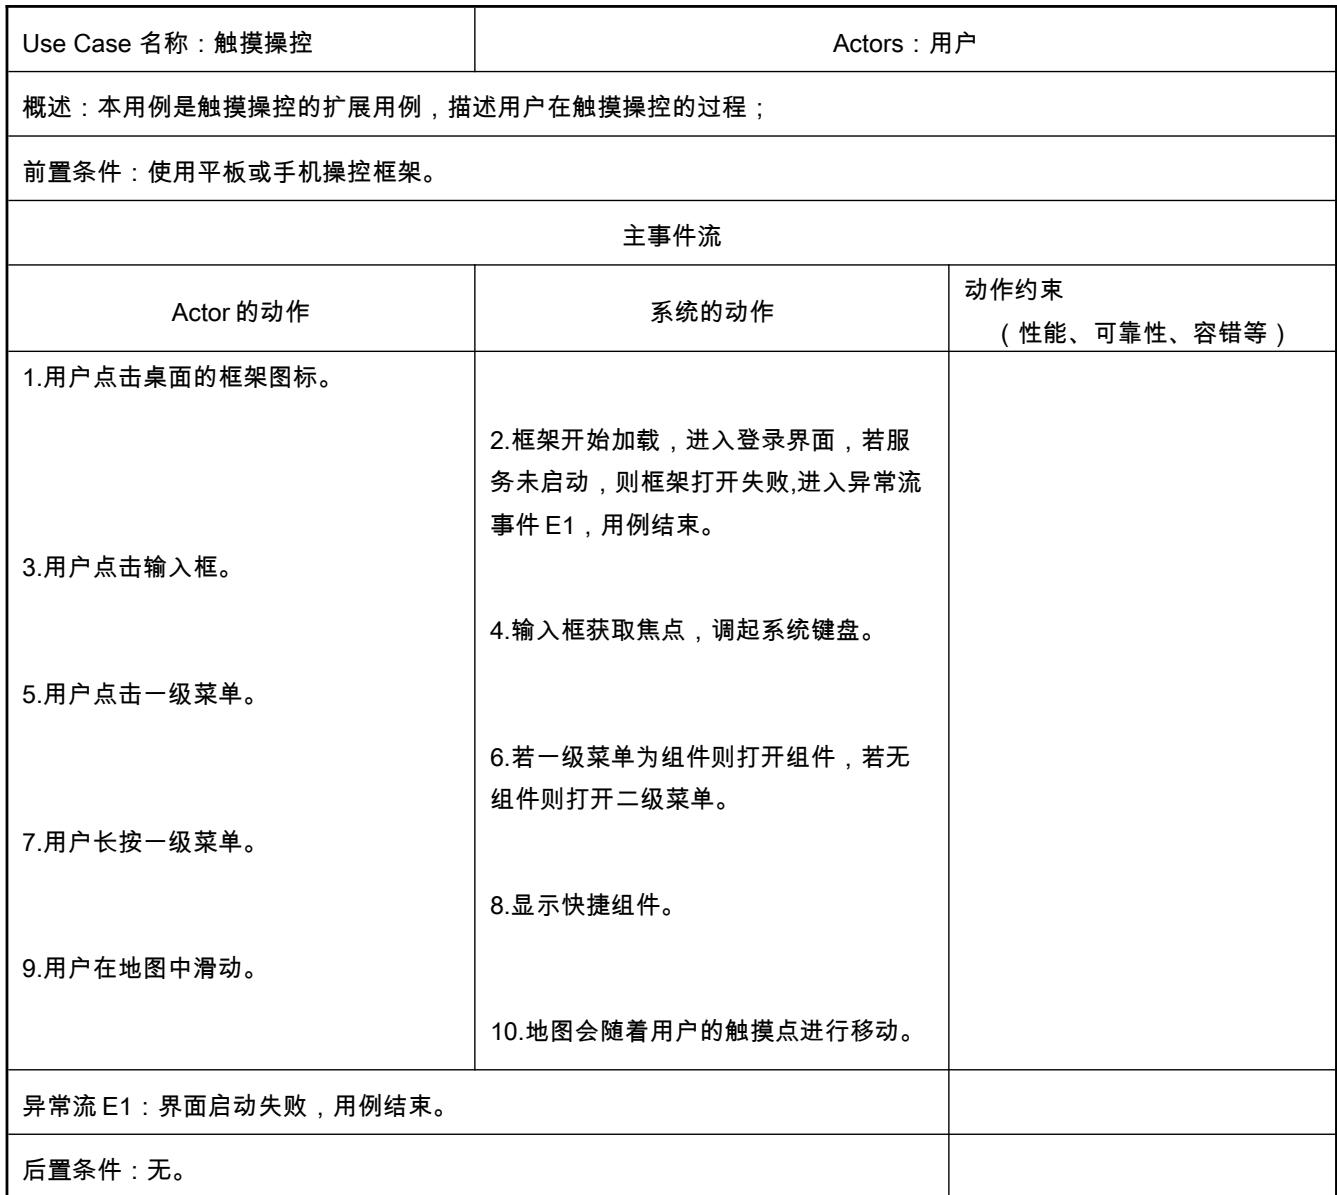 Use Case 名称：触摸操控
Actors：用户
概述：本用例是触摸操控的扩展用例，描述用户在触摸操控的过程；
前置条件：使用平板或手机操控框架。
主事件流
Actor 的动作
系统的动作
动作约束
（性能、可靠性、容错等）
1.用户点击桌面的框架图标。
2.框架开始加载，进入登录界面，若服
务未启动，则框架打开失败,进入异常流
事件 E1，用例结束。
3.用户点击输入框。
4.输入框获取焦点，调起系统键盘。
5.用户点击一级菜单。
6.若一级菜单为组件则打开组件，若无
组件则打开二级菜单。
7.用户长按一级菜单。
8.显示快捷组件。
9.用户在地图中滑动。
10.地图会随着用户的触摸点进行移动。
异常流 E1：界面启动失败，用例结束。
后置条件：无。